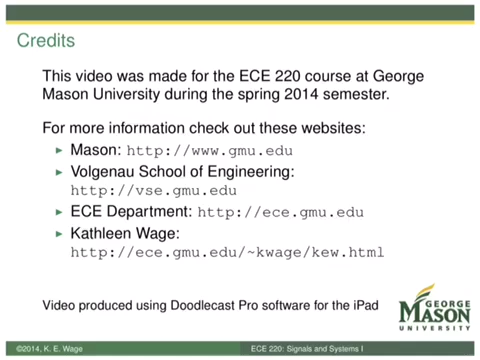 Credits
This video was made for the ECE 220 course at George
Mason University during the spring 2014 semester.
For more information check out these websites:
Mason: http://www.gmu.edu
Volgenau School of Engineering:
http://vse.gmu.edu
ECE Department: http://ece.gmu.edu
Kathleen Wage:
http://ece.gmu.edu/~kwage/kew.html
Video produced using Doodlecast Pro software for the iPad
GEORGE
MASON
UNIVERSITY
©2014, K. E. Wage
ECE 220: Signals and Systems I